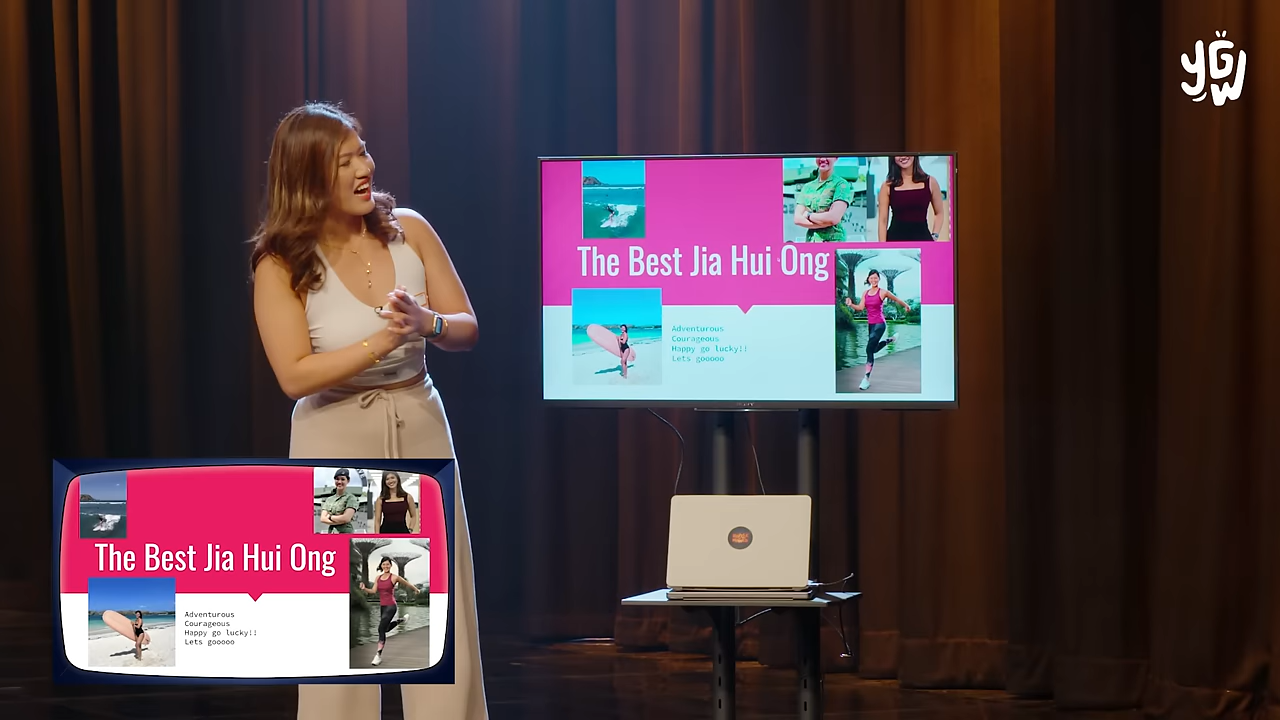 YGW
The Best Jia Hui Ong
Adventurous
Courageous
Happy go lucky!!
Lets gooooo
The Best Jia Hui Ong
Adventurous
Courageous
Happy go lucky!!
Lets gooooo